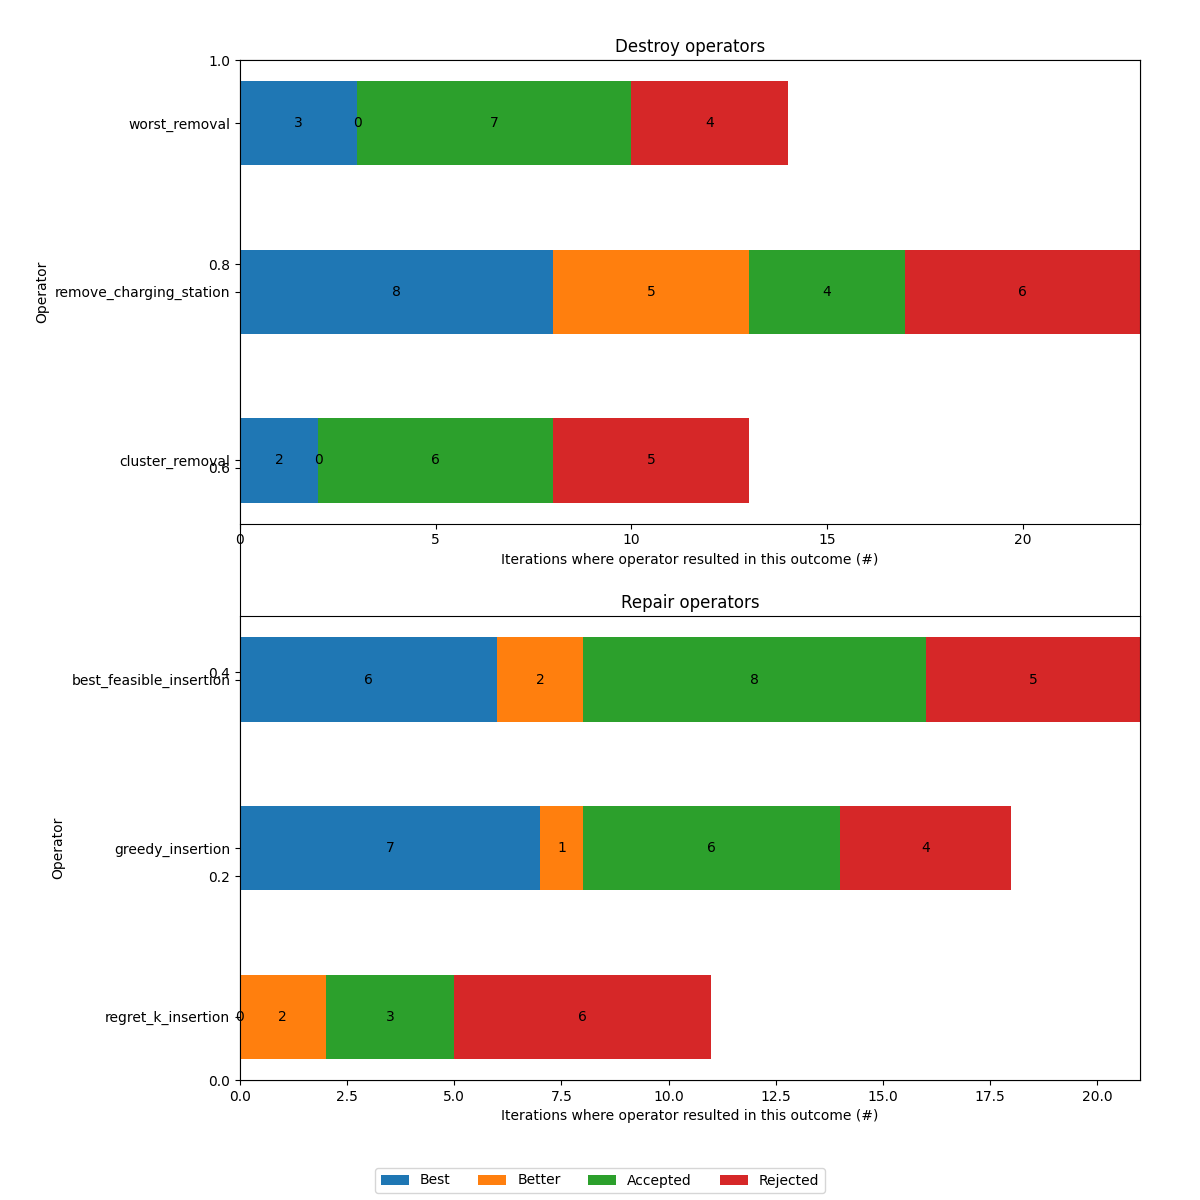 Destroy operators
1.0
worst_removal
3
0
7
4
0.8
Operator
remove_charging_station
8
5
4
6
cluster_removal
0.6
2
0
6
5
0 5 10 15 20
Iterations where operator resulted in this outcome (#)
Repair operators
0.4
best_feasible_insertion
6
2
8
5
Operator
greedy_insertion
7
1
6
4
0.2
regret_k_insertion
0
2
3
6
0.0
0.0 2.5 5.0 7.5 10.0 12.5 15.0 17.5 20.0
Iterations where operator resulted in this outcome (#)
Best Better Accepted Rejected